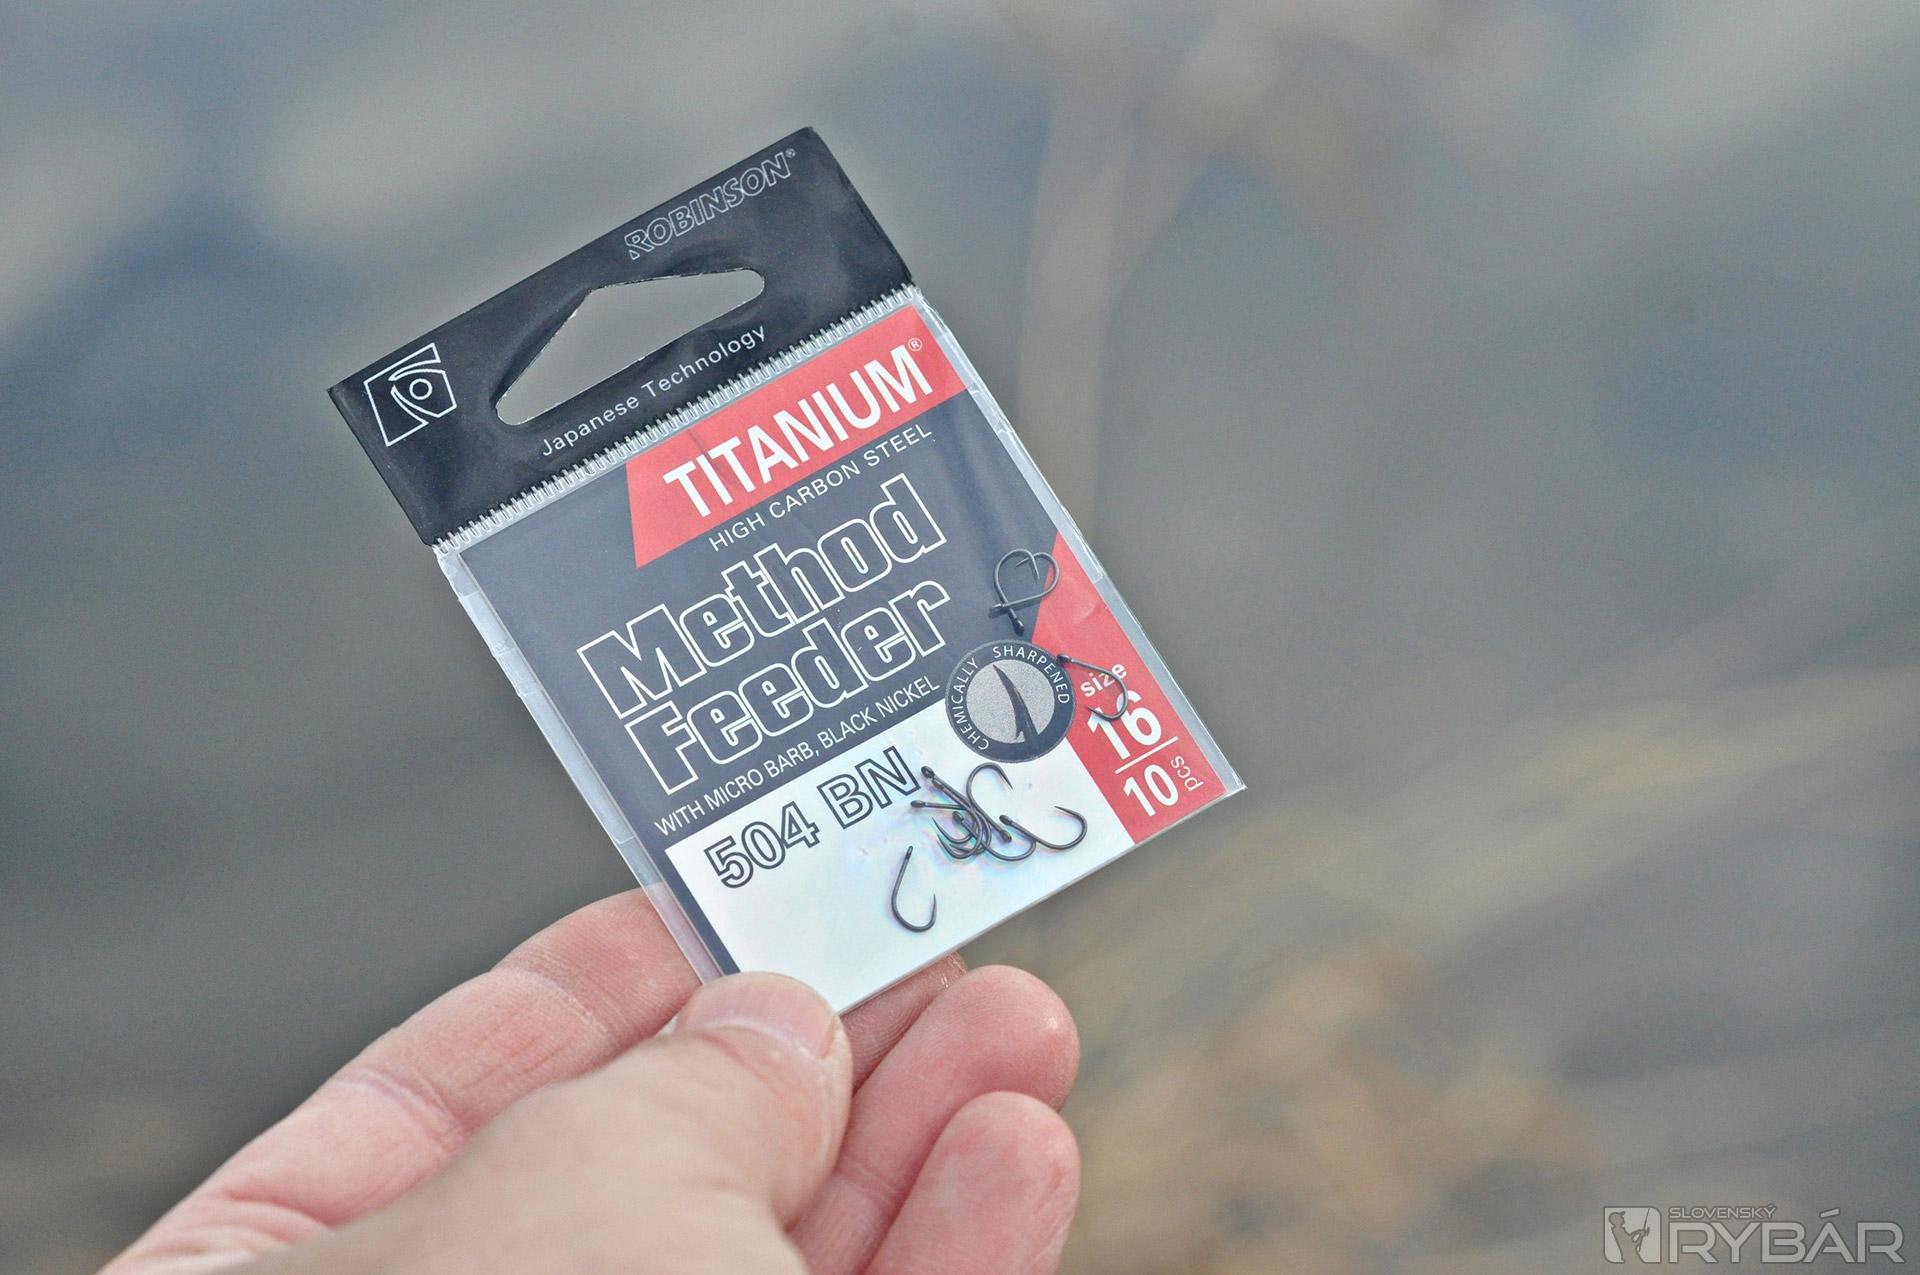 ROBINSON®
Japanese Technology
TITANIUM®
HIGH CARBON STEEL
Method
Feeder
WITH MICRO BARB, BLACK NICKEL
504 BN
CHEMICALLY SHARPENED
size
16
10 pcs
SLOVENSKÝ
RYBÁR